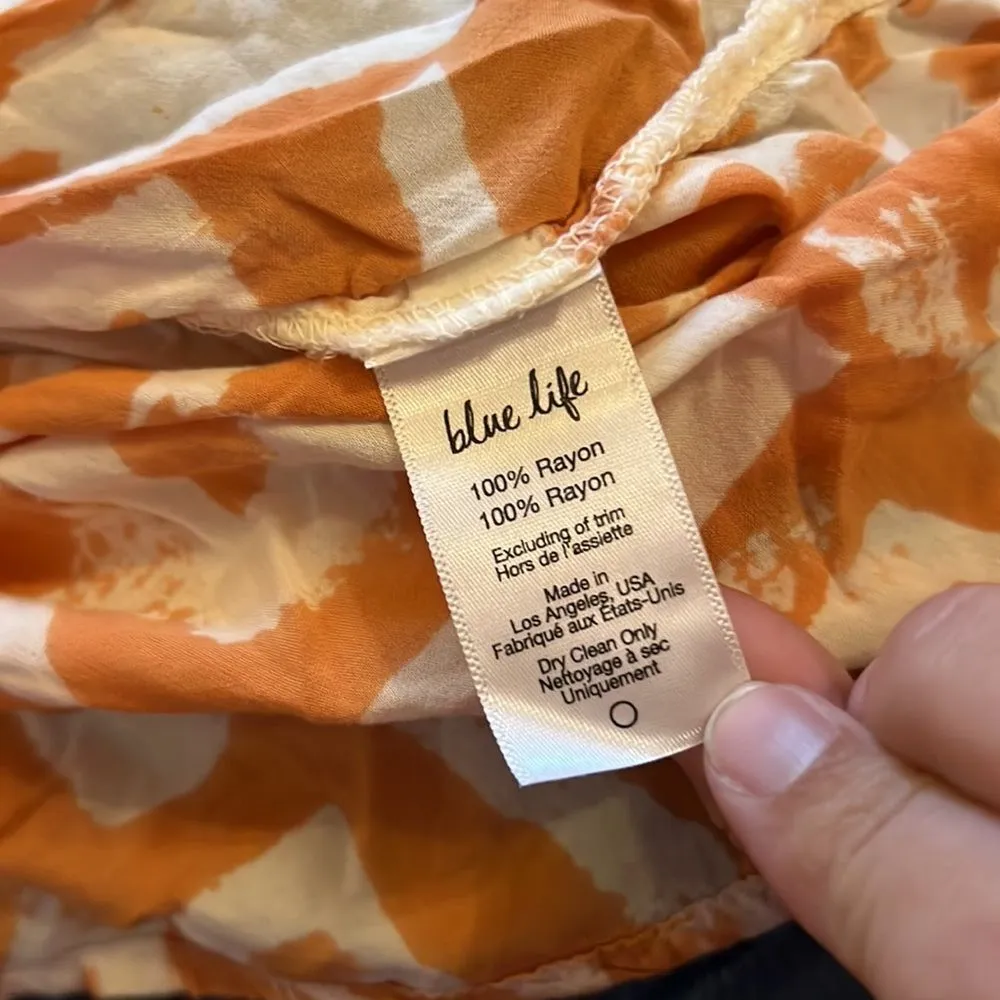 blue life
100% Rayon
100% Rayon
Excluding of trim
Hors de l'assiette
Made in
Los Angeles, USA
Fabriqué aux États-Unis
Dry Clean Only
Nettoyage à sec
Uniquement